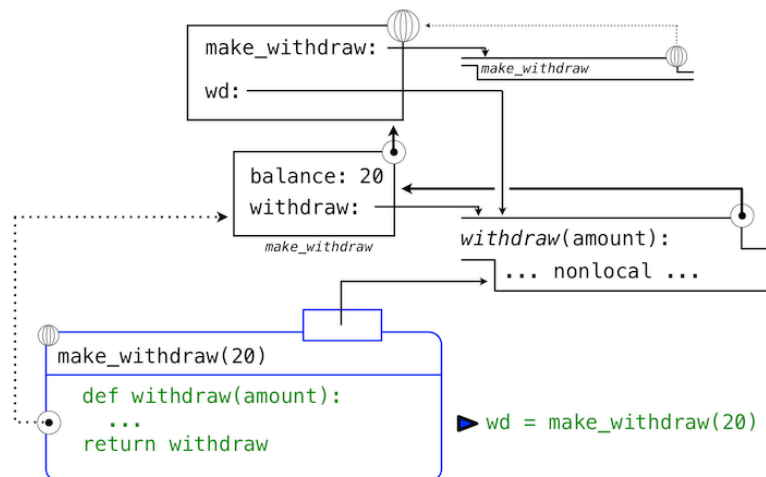 make_withdraw:
make_withdraw
wd:
balance: 20
withdraw:
make_withdraw
withdraw(amount):
... nonlocal ...
make_withdraw(20)
def withdraw(amount):
...
return withdraw
wd = make_withdraw(20)